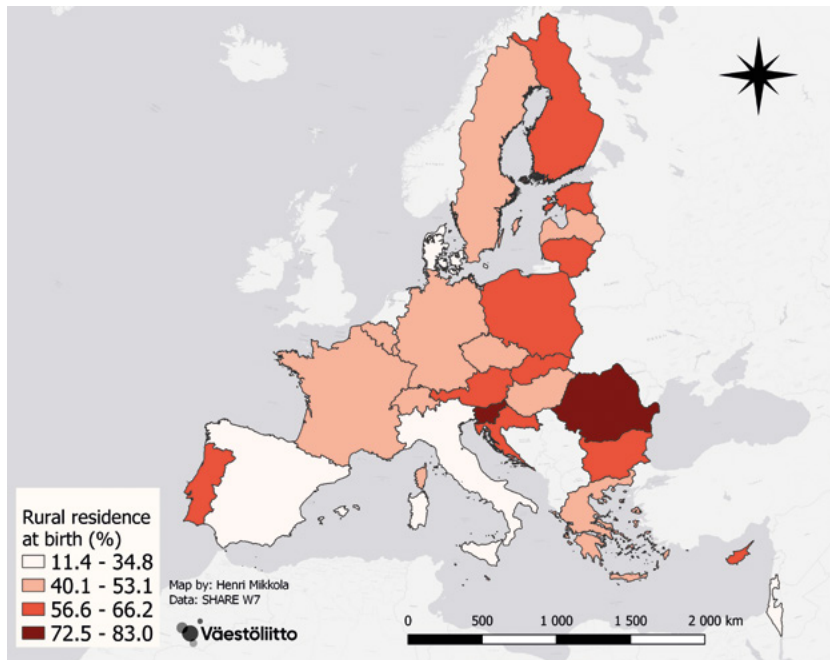 Rural residence
at birth (%)
11.4 - 34.8
40.1 - 53.1
56.6 - 66.2
72.5 - 83.0
Map by: Henri Mikkola
Data: SHARE W7
Väestöliitto
0 500 1 000 1 500 2 000 km